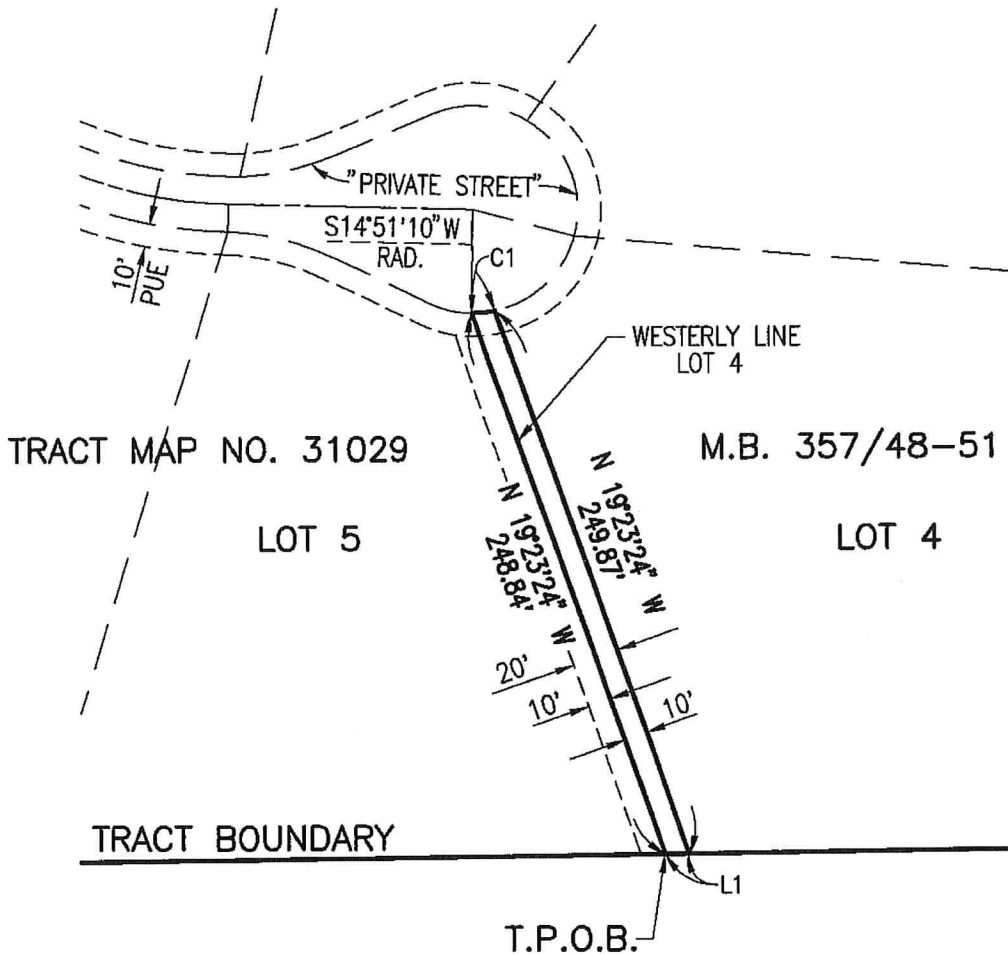 "PRIVATE STREET"
S14°51'10"W
RAD.
C1
10'
PUE
WESTERLY LINE
LOT 4
TRACT MAP NO. 31029
M.B. 357/48-51
N 19°23'24" W
249.87'
LOT 5
LOT 4
N 19°23'24" W
248.84'
20'
10'
10'
TRACT BOUNDARY
L1
T.P.O.B.